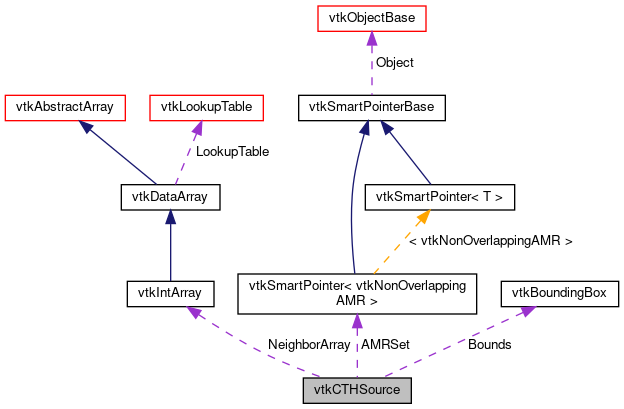 vtkObjectBase
Object
vtkAbstractArray
vtkLookupTable
vtkSmartPointerBase
LookupTable
vtkDataArray
vtkSmartPointer< T >
< vtkNonOverlappingAMR >
vtkIntArray
vtkSmartPointer< vtkNonOverlapping
AMR >
vtkBoundingBox
NeighborArray
AMRSet
Bounds
vtkCTHSource